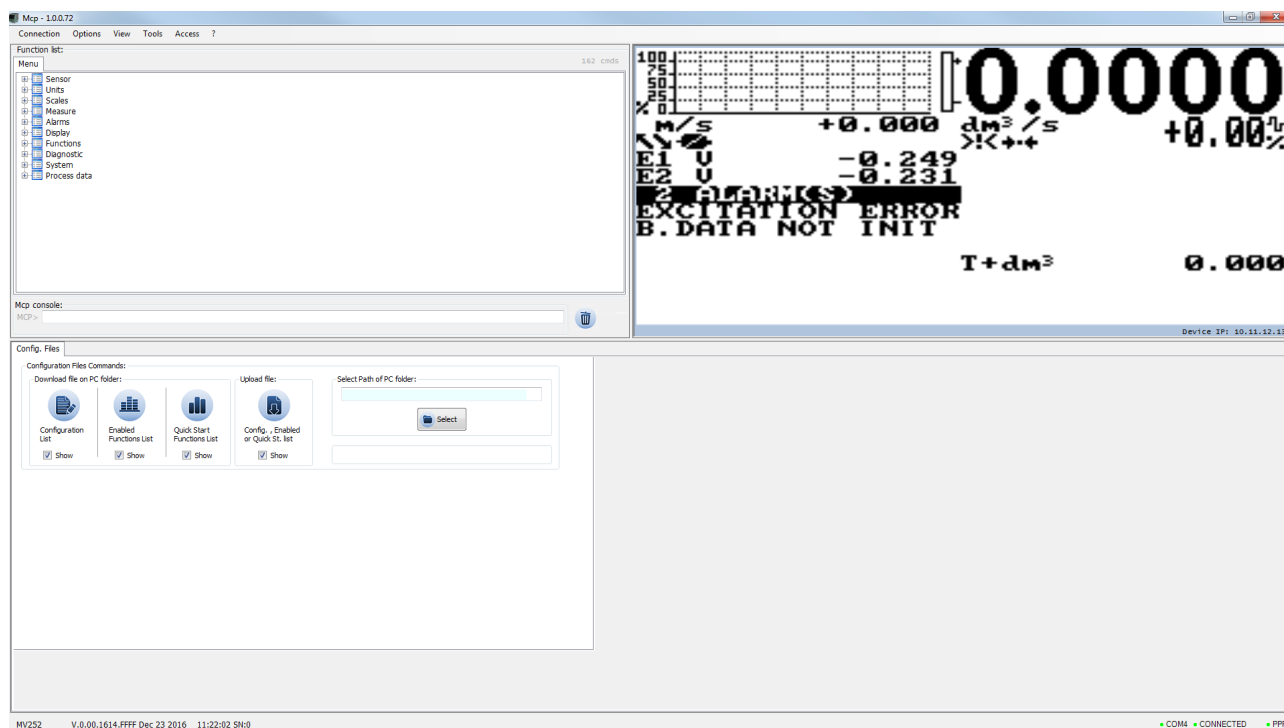 Mcp - 1.0.0.72
Connection Options View Tools Access ?
Function list:
Menu
162 cmds
Sensor
Units
Scales
Measure
Alarms
Display
Functions
Diagnostic
System
Process data
Mcp console:
MCP>
100
75
50
25
% 0
+
-
0.0000
m/s +0.000 dm³/s +0.00%
E1 V -0.249
E2 V -0.231
2 ALARM(S)
EXCITATION ERROR
B.DATA NOT INIT
T+dm³ 0.000
Device IP: 10.11.12.13
Config. Files
Configuration Files Commands:
Download file on PC folder:
Configuration
List
Show
Enabled
Functions List
Show
Quick Start
Functions List
Show
Upload file:
Config. , Enabled
or Quick St. list
Show
Select Path of PC folder:
Select
MV252 V.0.00.1614.FFFF Dec 23 2016 11:22:02 SN:0
COM4 CONNECTED